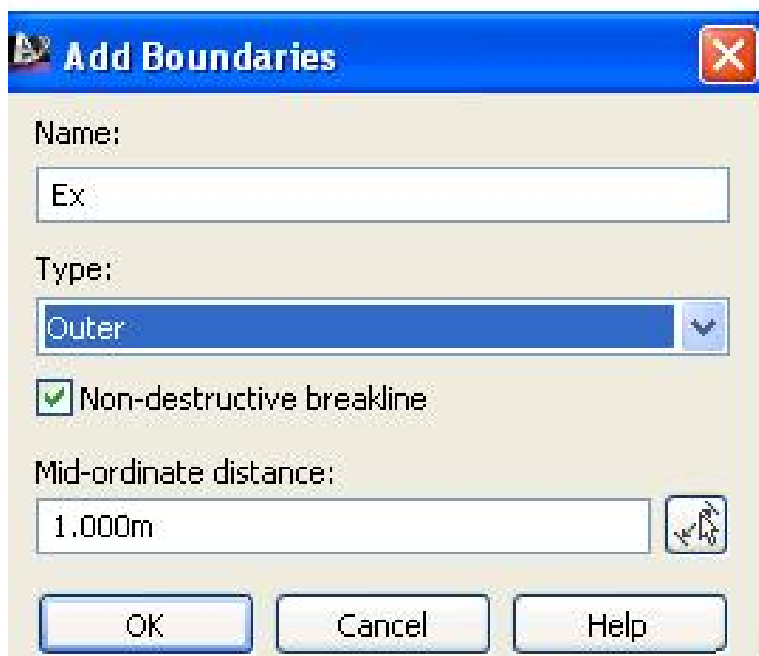 Add Boundaries
Name:
Ex
Type:
Outer
Non-destructive breakline
Mid-ordinate distance:
1.000m
OK Cancel Help